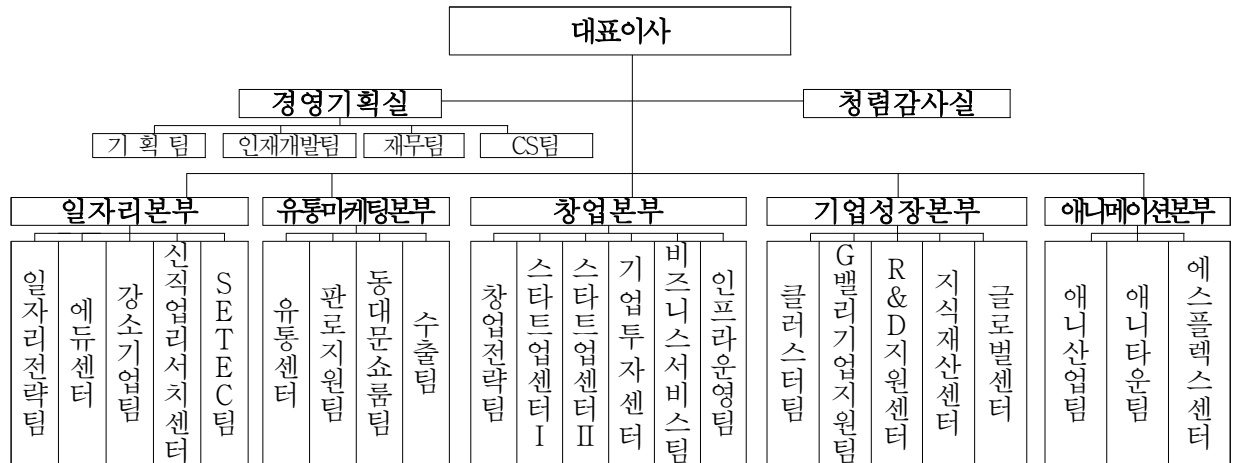 대표이사
경영기획실
청렴감사실
기 획 팀
인재개발팀
재무팀
CS팀
일자리본부
유통마케팅본부
창업본부
기업성장본부
애니메이션본부
일자리전략팀
에듀센터
강소기업팀
신직업리서치센터
SETEC팀
유통센터
판로지원팀
동대문쇼룸팀
수출팀
창업전략팀
스타트업센터Ⅰ
스타트업센터Ⅱ
기업투자센터
비즈니스서비스팀
인프라운영팀
클러스터팀
G밸리기업지원팀
R&D지원센터
지식재산센터
글로벌센터
애니산업팀
애니타운팀
에스플렉스센터